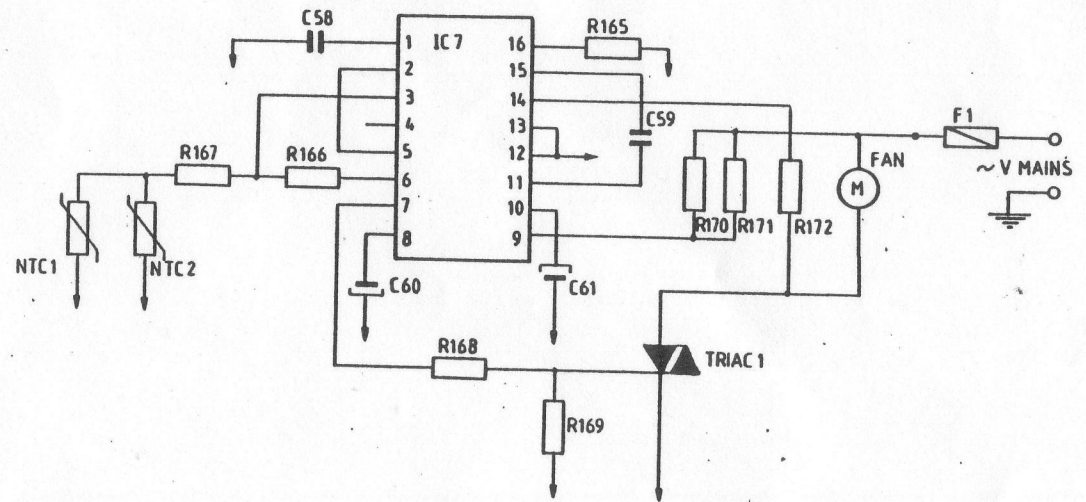 C58
1
IC7
16
R165
2
15
3
14
4
13
5
12
6
11
7
10
8
9
C59
F1
FAN
M
~ V MAINS
R167
R166
R170
R171
R172
NTC1
NTC2
C60
C61
R168
TRIAC 1
R169